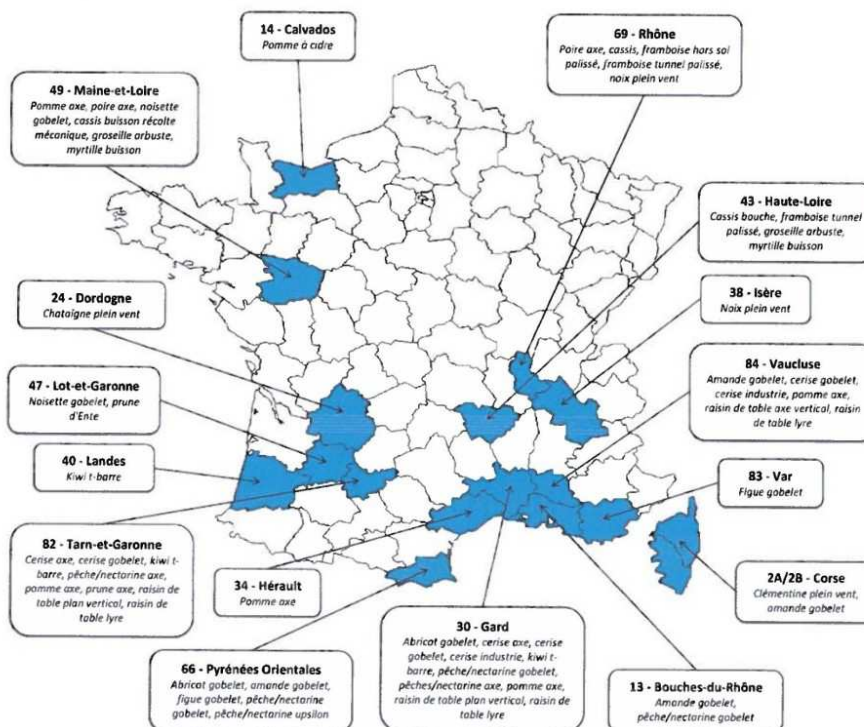 14 - Calvados
Pomme à cidre
69 - Rhône
Poire axe, cassis, framboise hors sol
palissé, framboise tunnel palissé,
noix plein vent
49 - Maine-et-Loire
Pomme axe, poire axe, noisette
gobelet, cassis buisson récolte
mécanique, groseille arbuste,
myrtille buisson
43 - Haute-Loire
Cassis bouche, framboise tunnel
palissé, groseille arbuste,
myrtille buisson
24 - Dordogne
Chataîgne plein vent
38 - Isère
Noix plein vent
84 - Vaucluse
Amande gobelet, cerise gobelet,
cerise industrie, pomme axe,
raisin de table axe vertical, raisin
de table lyre
47 - Lot-et-Garonne
Noisette gobelet, prune
d'Ente
40 - Landes
Kiwi t-barre
83 - Var
Figue gobelet
82 - Tarn-et-Garonne
Cerise axe, cerise gobelet, kiwi t-
barre, pêche/nectarine axe,
pomme axe, prune axe, raisin de
table plan vertical, raisin de
table lyre
34 - Hérault
Pomme axe
2A/2B - Corse
Clémentine plein vent,
amande gobelet
30 - Gard
Abricot gobelet, cerise axe, cerise
gobelet, cerise industrie, kiwi t-
barre, pêche/nectarine gobelet,
pêches/nectarine axe, pomme axe,
raisin de table plan vertical, raisin
de table lyre
66 - Pyrénées Orientales
Abricot gobelet, amande gobelet,
figue gobelet, pêche/nectarine
gobelet, pêche/nectarine upsilon
13 - Bouches-du-Rhône
Amande gobelet,
pêche/nectarine gobelet